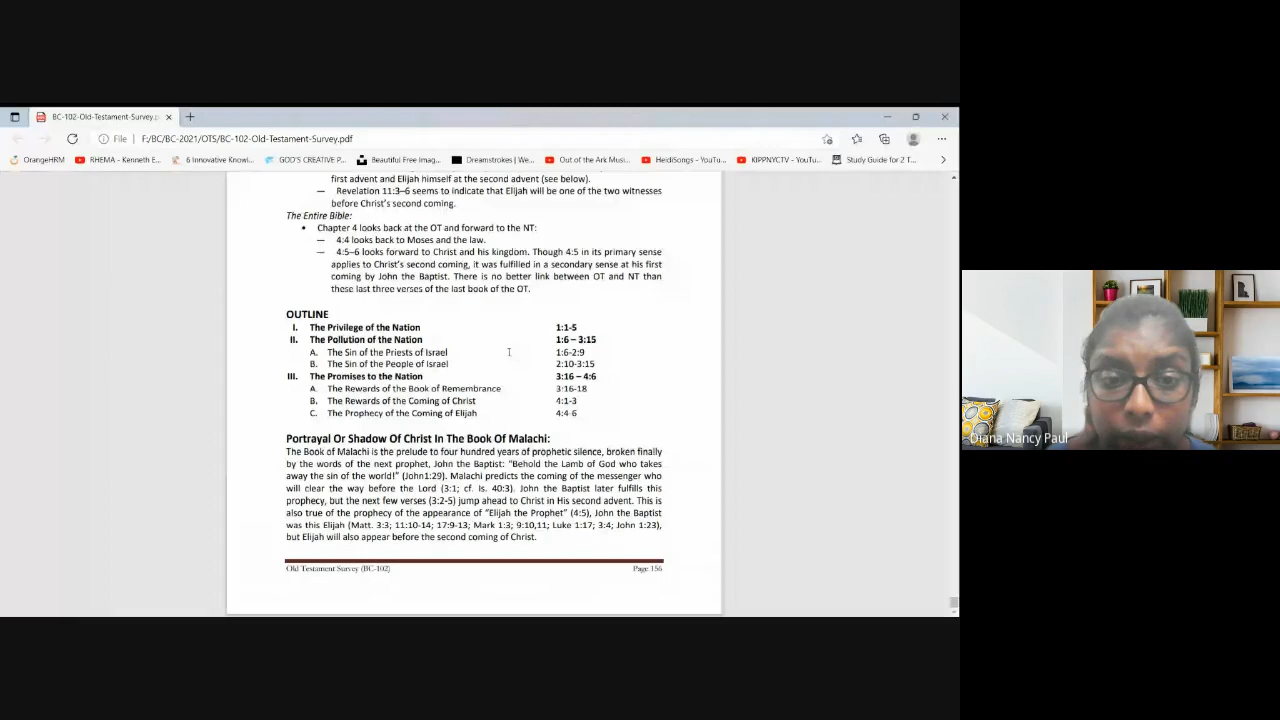 BC-102-Old-Testament-Survey.p
File F:/BC/BC-2021/OTS/BC-102-Old-Testament-Survey.pdf
OrangeHRM RHEMA - Kenneth E... 6 Innovative Knowi... GOD'S CREATIVE P... Beautiful Free Imag... Dreamstrokes | We... Out of the Ark Musi... HeidiSongs - YouTu... KIPPNYCTV - YouTu... Study Guide for 2 T...
first advent and Elijah himself at the second advent (see below).
— Revelation 11:3–6 seems to indicate that Elijah will be one of the two witnesses
before Christ's second coming.
The Entire Bible:
• Chapter 4 looks back at the OT and forward to the NT:
— 4:4 looks back to Moses and the law.
— 4:5–6 looks forward to Christ and his kingdom. Though 4:5 in its primary sense
applies to Christ's second coming, it was fulfilled in a secondary sense at his first
coming by John the Baptist. There is no better link between OT and NT than
these last three verses of the last book of the OT.
OUTLINE
I. The Privilege of the Nation 1:1-5
II. The Pollution of the Nation 1:6 – 3:15
A. The Sin of the Priests of Israel 1:6-2:9
B. The Sin of the People of Israel 2:10-3:15
III. The Promises to the Nation 3:16 – 4:6
A. The Rewards of the Book of Remembrance 3:16-18
B. The Rewards of the Coming of Christ 4:1-3
C. The Prophecy of the Coming of Elijah 4:4-6
Portrayal Or Shadow Of Christ In The Book Of Malachi:
The Book of Malachi is the prelude to four hundred years of prophetic silence, broken finally
by the words of the next prophet, John the Baptist: "Behold the Lamb of God who takes
away the sin of the world!" (John1:29). Malachi predicts the coming of the messenger who
will clear the way before the Lord (3:1; cf. Is. 40:3). John the Baptist later fulfills this
prophecy, but the next few verses (3:2-5) jump ahead to Christ in His second advent. This is
also true of the prophecy of the appearance of "Elijah the Prophet" (4:5), John the Baptist
was this Elijah (Matt. 3:3; 11:10-14; 17:9-13; Mark 1:3; 9:10,11; Luke 1:17; 3:4; John 1:23),
but Elijah will also appear before the second coming of Christ.
Old Testament Survey (BC-102) Page 156
Diana Nancy Paul